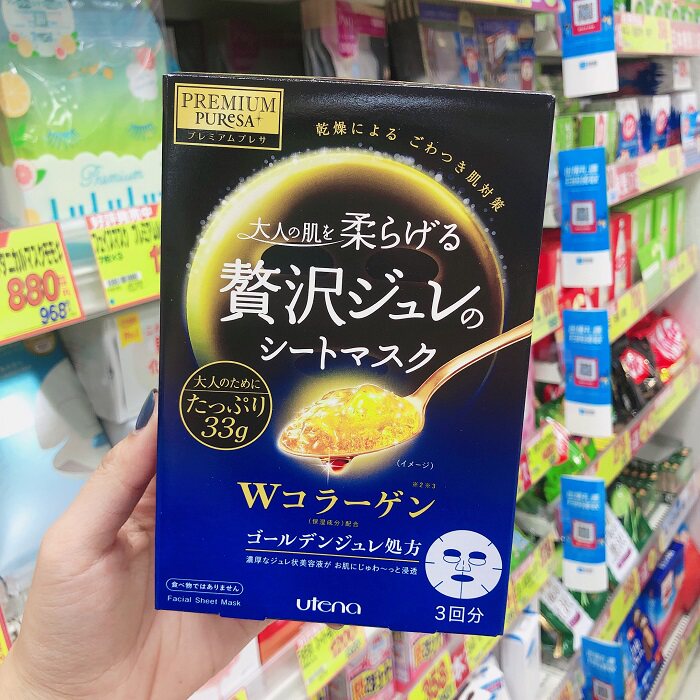 PREMIUM
PUReSA
プレミアムプレサ
乾燥による ごわつき肌対策
大人の肌を 柔らげる
贅沢ジュレの
シートマスク
大人のために
たっぷり
33g
(イメージ)
※2※3
Wコラーゲン
(保湿成分)配合
ゴールデンジュレ処方
濃厚なジュレ状美容液が お肌にじゅわ〜っと浸透
食べ物ではありません
Facial Sheet Mask
utena
3回分
Premium
LuLuLu
880
968